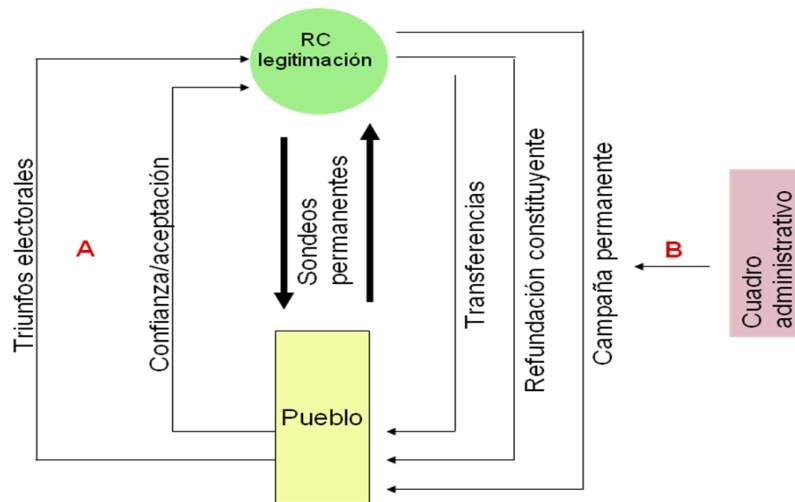 RC
legitimación
Triunfos electorales
A
Confianza/aceptación
Sondeos
permanentes
Transferencias
Refundación constituyente
Campaña permanente
B
Cuadro
administrativo
Pueblo